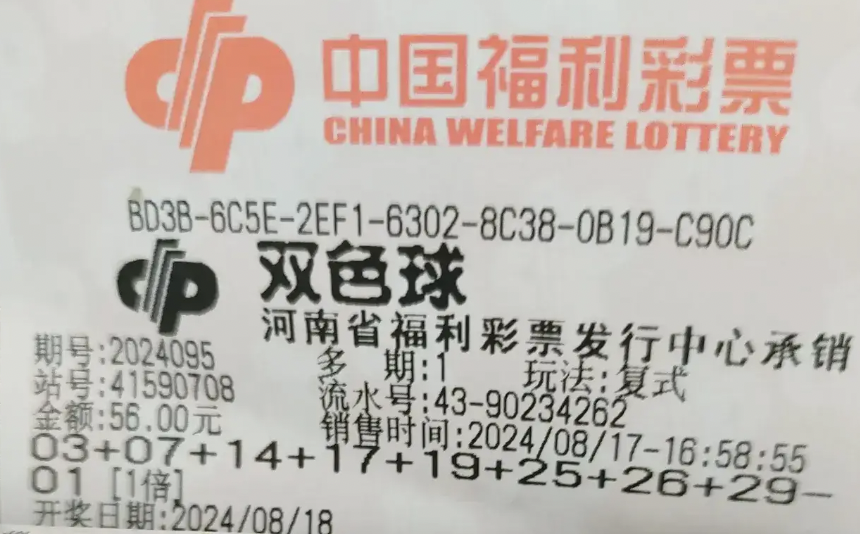 中国福利彩票
CHINA WELFARE LOTTERY
BD3B-6C5E-2EF1-6302-8C38-0B19-C90C
双色球
河南省福利彩票发行中心承销
期号:2024095 多 期:1 玩法:复式
站号:41590708 流水号:43-90234262
金额:56.00元 销售时间:2024/08/17-16:58:55
03+07+14+17+19+25+26+29-
01 [1倍]
开奖日期:2024/08/18